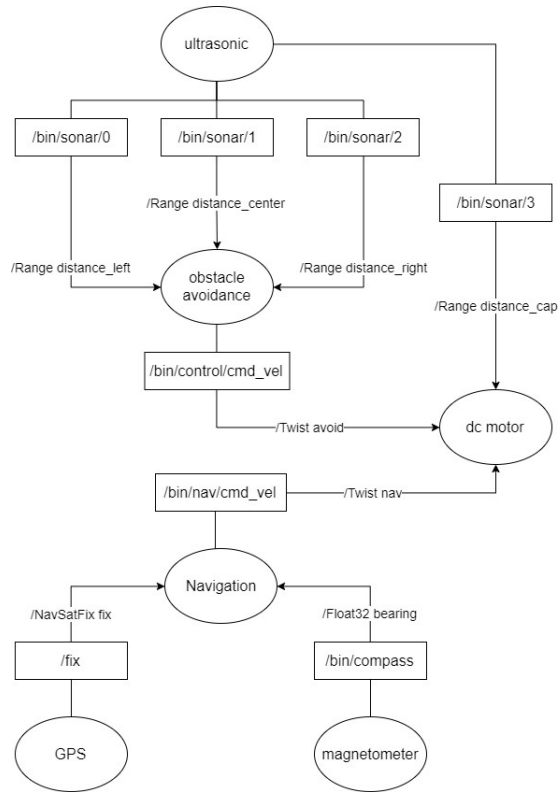 ultrasonic
/bin/sonar/0
/bin/sonar/1
/bin/sonar/2
/bin/sonar/3
/Range distance_center
/Range distance_left
/Range distance_right
obstacle
avoidance
/Range distance_cap
/bin/control/cmd_vel
/Twist avoid
dc motor
/bin/nav/cmd_vel
/Twist nav
Navigation
/NavSatFix fix
/Float32 bearing
/fix
/bin/compass
GPS
magnetometer